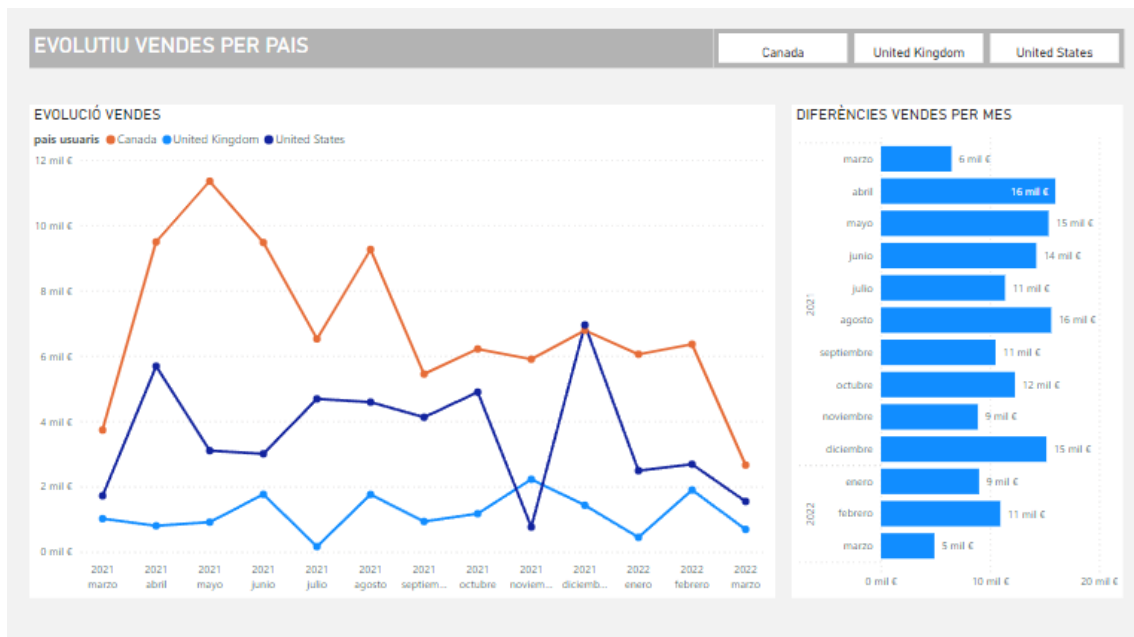 EVOLUTIU VENDES PER PAIS
Canada
United Kingdom
United States
EVOLUCIÓ VENDES
pais usuaris Canada United Kingdom United States
12 mil €
10 mil €
8 mil €
6 mil €
4 mil €
2 mil €
0 mil €
2021 2021 2021 2021 2021 2021 2021 2021 2021 2021 2022 2022 2022
marzo abril mayo junio julio agosto septiem... octubre noviem... diciemb... enero febrero marzo
DIFERÈNCIES VENDES PER MES
2021
marzo 6 mil €
abril 16 mil €
mayo 15 mil €
junio 14 mil €
julio 11 mil €
agosto 16 mil €
septiembre 11 mil €
octubre 12 mil €
noviembre 9 mil €
diciembre 15 mil €
2022
enero 9 mil €
febrero 11 mil €
marzo 5 mil €
0 mil € 10 mil € 20 mil €